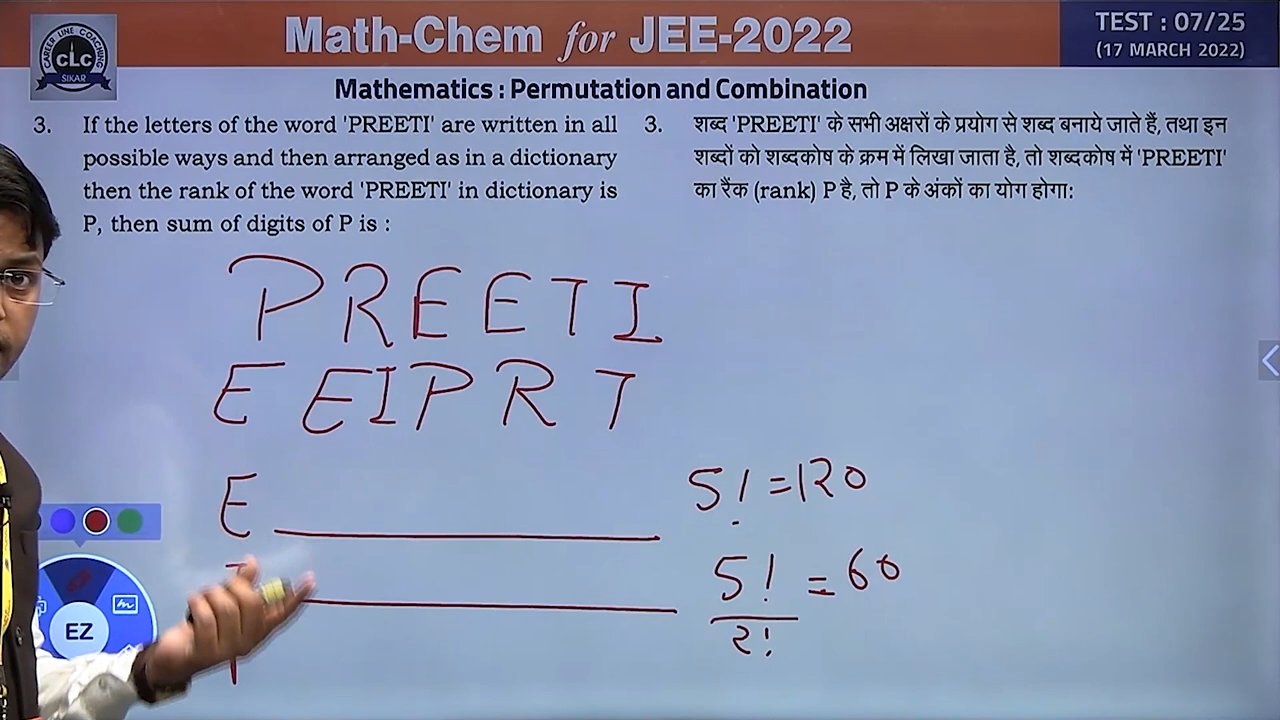 CAREER LINE COACHING
CLC
SIKAR
Math-Chem for JEE-2022
TEST : 07/25
(17 MARCH 2022)
Mathematics : Permutation and Combination
3. If the letters of the word 'PREETI' are written in all
possible ways and then arranged as in a dictionary
then the rank of the word 'PREETI' in dictionary is
P, then sum of digits of P is :
3. शब्द 'PREETI' के सभी अक्षरों के प्रयोग से शब्द बनाये जाते हैं, तथा इन
शब्दों को शब्दकोष के क्रम में लिखा जाता है, तो शब्दकोष में 'PREETI'
का रैंक (rank) P है, तो P के अंकों का योग होगा:
PREETI
E EIPRT
E 5! = 120
5!/2! = 60
EZ